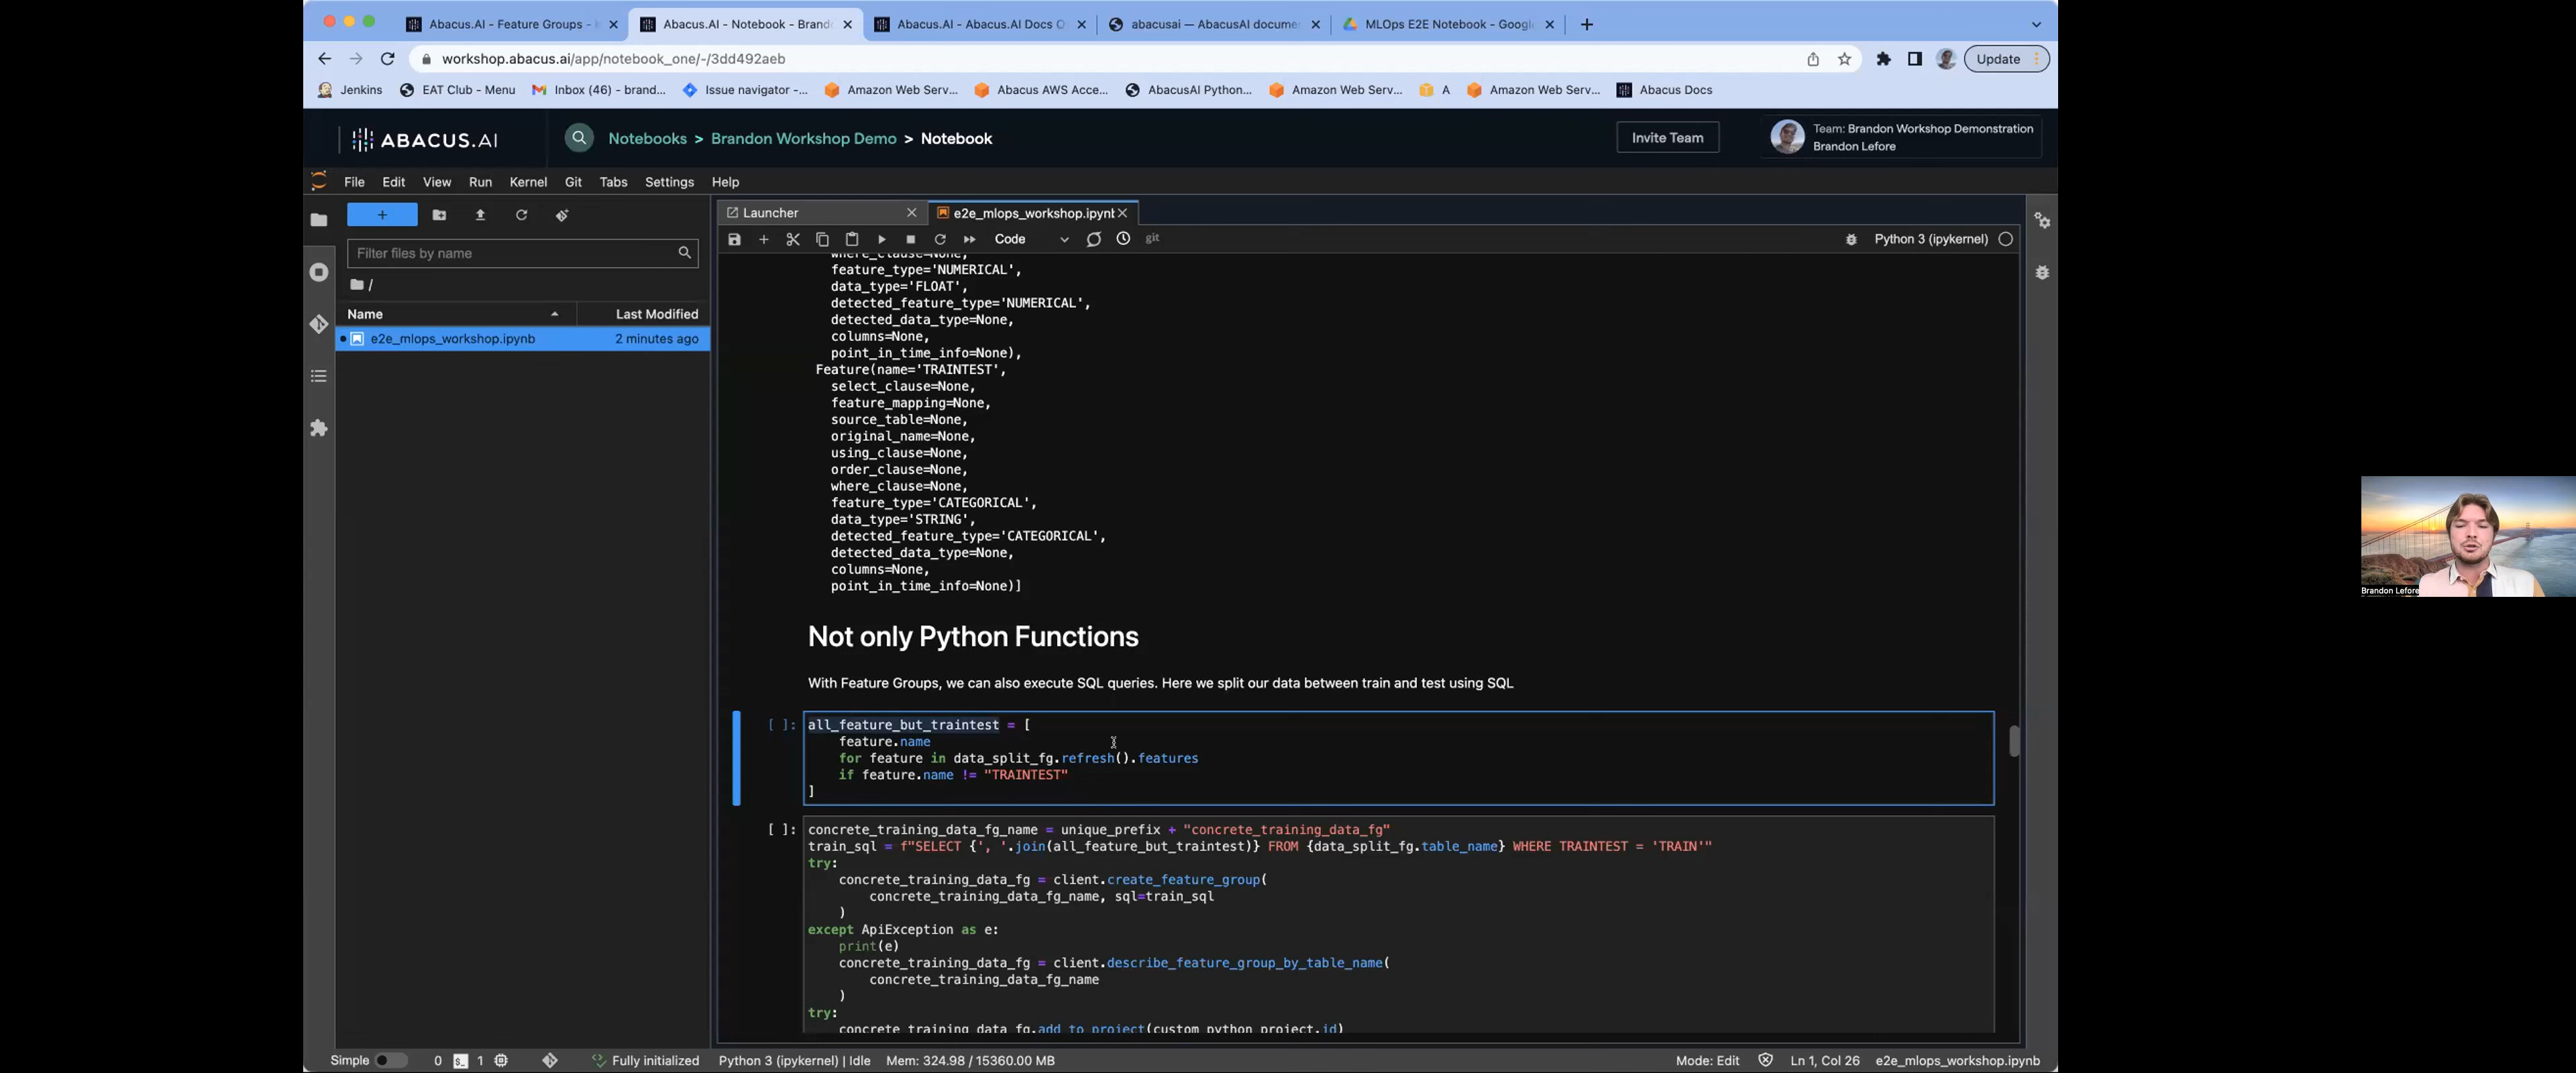 Abacus.AI - Feature Groups -
Abacus.AI - Notebook - Brand
Abacus.AI - Abacus.AI Docs O
abacusai — AbacusAI docume
MLOps E2E Notebook - Googl
workshop.abacus.ai/app/notebook_one/-/3dd492aeb
Update
Jenkins
EAT Club - Menu
Inbox (46) - brand...
Issue navigator -...
Amazon Web Serv...
Abacus AWS Acce...
AbacusAI Python...
Amazon Web Serv...
A
Amazon Web Serv...
Abacus Docs
ABACUS.AI
Notebooks > Brandon Workshop Demo > Notebook
Invite Team
Team: Brandon Workshop Demonstration
Brandon Lefore
File Edit View Run Kernel Git Tabs Settings Help
Filter files by name
/
Name Last Modified
e2e_mlops_workshop.ipynb 2 minutes ago
Launcher
e2e_mlops_workshop.ipynb
Code
git
Python 3 (ipykernel)
where_clause=None,
feature_type='NUMERICAL',
data_type='FLOAT',
detected_feature_type='NUMERICAL',
detected_data_type=None,
columns=None,
point_in_time_info=None),
Feature(name='TRAINTEST',
select_clause=None,
feature_mapping=None,
source_table=None,
original_name=None,
using_clause=None,
order_clause=None,
where_clause=None,
feature_type='CATEGORICAL',
data_type='STRING',
detected_feature_type='CATEGORICAL',
detected_data_type=None,
columns=None,
point_in_time_info=None)]
Not only Python Functions
With Feature Groups, we can also execute SQL queries. Here we split our data between train and test using SQL
[ ]: all_feature_but_traintest = [
feature.name
for feature in data_split_fg.refresh().features
if feature.name != "TRAINTEST"
]
[ ]: concrete_training_data_fg_name = unique_prefix + "concrete_training_data_fg"
train_sql = f"SELECT {', '.join(all_feature_but_traintest)} FROM {data_split_fg.table_name} WHERE TRAINTEST = 'TRAIN'"
try:
concrete_training_data_fg = client.create_feature_group(
concrete_training_data_fg_name, sql=train_sql
)
except ApiException as e:
print(e)
concrete_training_data_fg = client.describe_feature_group_by_table_name(
concrete_training_data_fg_name
)
try:
concrete_training_data_fg.add_to_project(custom_python_project.id)
Simple 0 1 Fully initialized Python 3 (ipykernel) | Idle Mem: 324.98 / 15360.00 MB
Mode: Edit Ln 1, Col 26 e2e_mlops_workshop.ipynb
Brandon Lefore